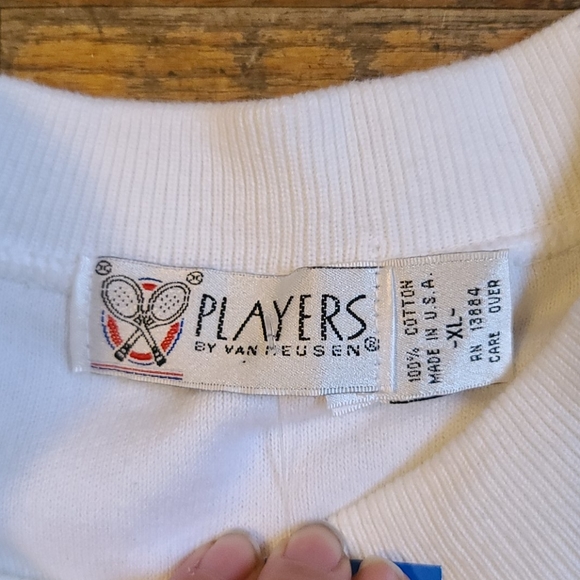 PLAYERS
BY VAN HEUSEN®
100% COTTON
MADE IN U.S.A.
-XL-
RN 13884
CARE OVER